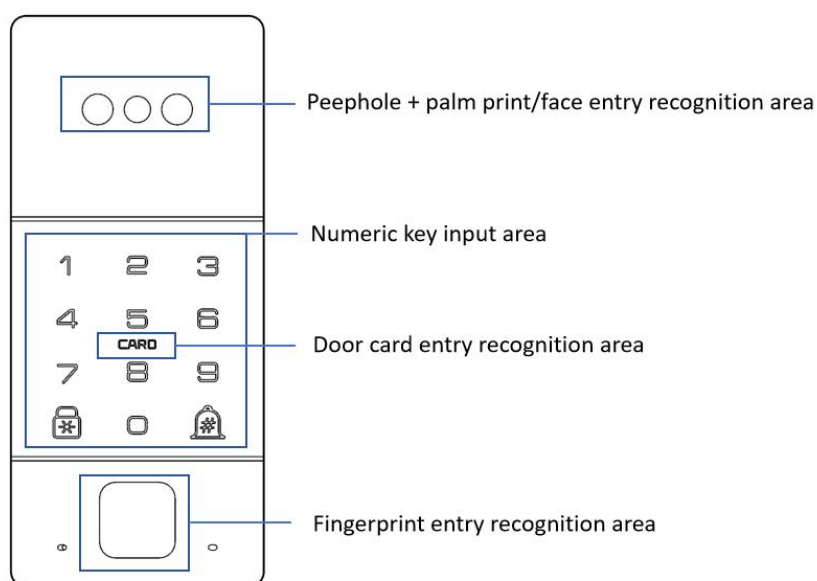 Peephole + palm print/face entry recognition area
Numeric key input area
1 2 3
4 5 6
CARD
Door card entry recognition area
7 8 9
* 0 #
Fingerprint entry recognition area